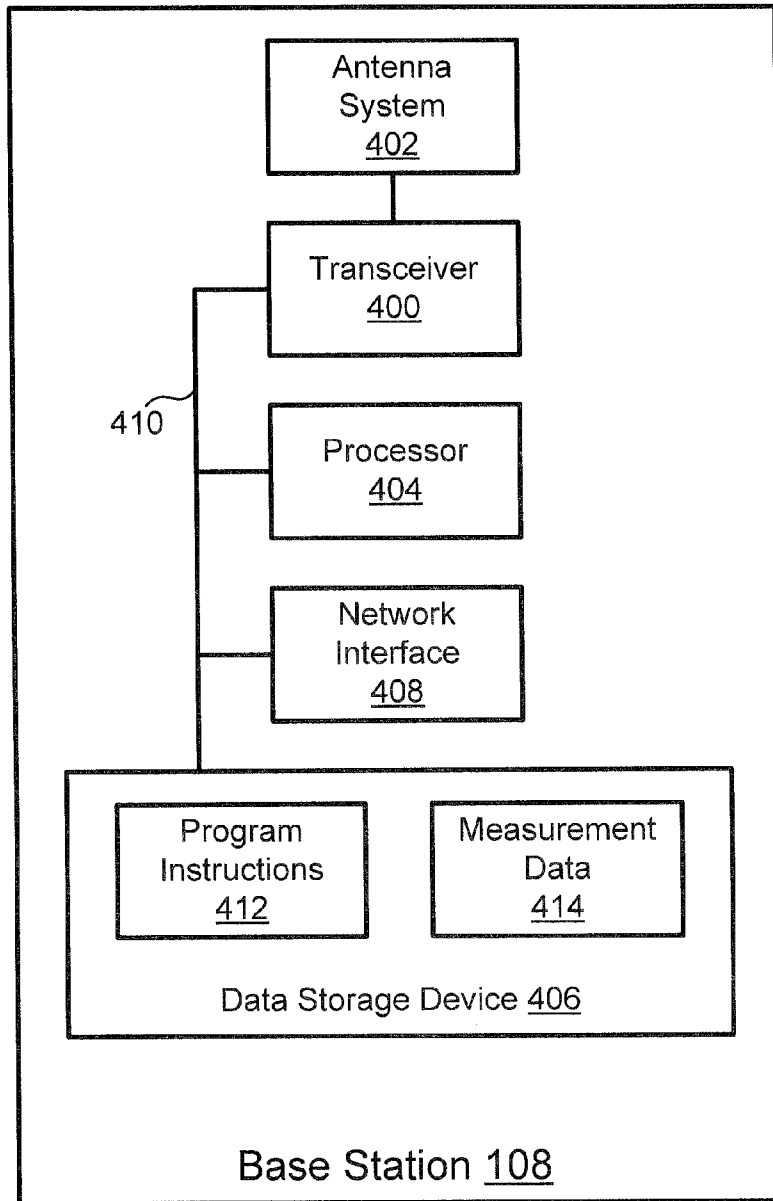 Antenna
System
402
Transceiver
400
410
Processor
404
Network
Interface
408
Program
Instructions
412
Measurement
Data
414
Data Storage Device 406
Base Station 108